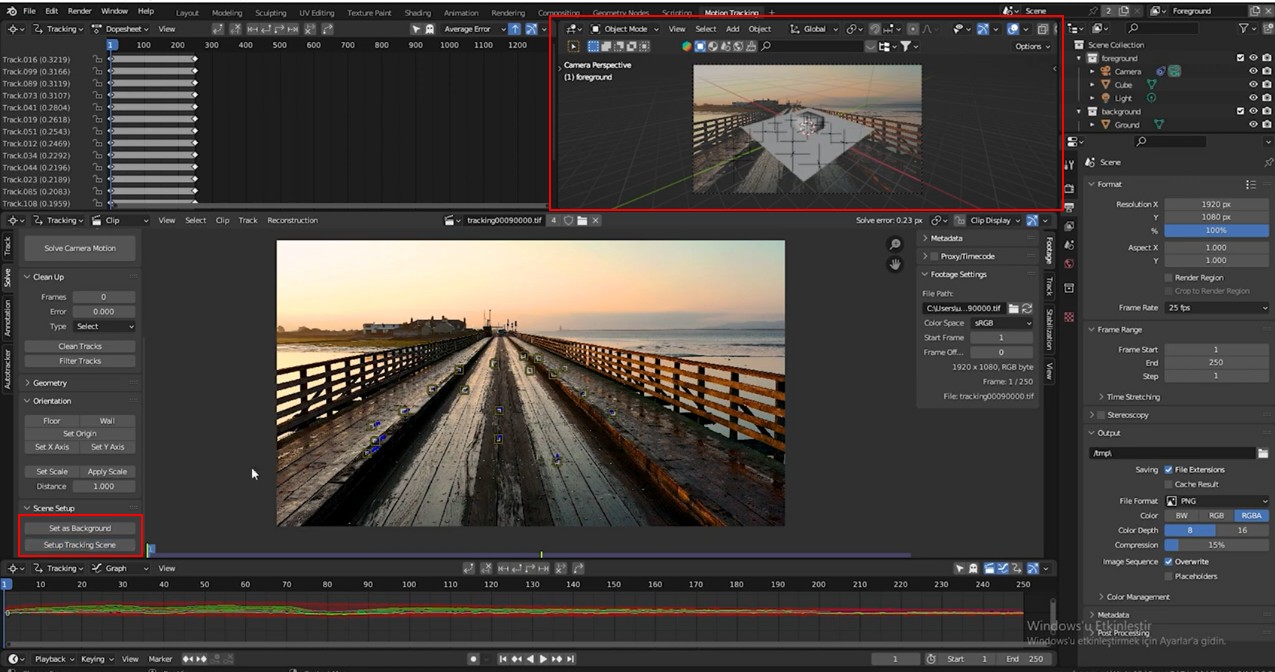 File Edit Render Window Help Layout Modeling Sculpting UV Editing Texture Paint Shading Animation Rendering Compositing Geometry Nodes Scripting Motion Tracking + Scene 2 Foreground
Tracking Dopesheet View Average Error
1 100 200 300 400 500 600 700 800 900 1000 1100 1200
Track.016 (0.3219)
Track.099 (0.3166)
Track.089 (0.3119)
Track.073 (0.3107)
Track.041 (0.2804)
Track.019 (0.2618)
Track.051 (0.2543)
Track.012 (0.2469)
Track.034 (0.2292)
Track.044 (0.2196)
Track.023 (0.2189)
Track.085 (0.2083)
Track.108 (0.1959)
Object Mode View Select Add Object Global
Options
Camera Perspective
(1) foreground
Scene Collection
foreground
Camera
Cube
Light
background
Ground
Tracking Clip View Select Clip Track Reconstruction tracking00090000.tif 4 Solve error: 0.23 px Clip Display
Track
Solve
Annotation
Autotracker
Solve Camera Motion
Clean Up
Frames 0
Error 0.000
Type Select
Clean Tracks
Filter Tracks
Geometry
Orientation
Floor Wall
Set Origin
Set X Axis Set Y Axis
Set Scale Apply Scale
Distance 1.000
Scene Setup
Set as Background
Setup Tracking Scene
1
Metadata
Proxy/Timecode
Footage Settings
File Path:
C:\Users\u...90000.tif
Color Space sRGB
Start Frame 1
Frame Off... 0
1920 x 1080, RGB byte
Frame: 1 / 250
File: tracking00090000.tif
Footage
Track
Stabilization
View
Scene
Format
Resolution X 1920 px
Y 1080 px
% 100%
Aspect X 1.000
Y 1.000
Render Region
Crop to Render Region
Frame Rate 25 fps
Frame Range
Frame Start 1
End 250
Step 1
Time Stretching
Stereoscopy
Output
/tmp\
Saving File Extensions
Cache Result
File Format PNG
Color BW RGB RGBA
Color Depth 8 16
Compression 15%
Image Sequence Overwrite
Placeholders
Color Management
Metadata
Post Processing
Tracking Graph View
1 10 20 30 40 50 60 70 80 90 100 110 120 130 140 150 160 170 180 190 200 210 220 230 240 250
Windows'u Etkinleştir
Windows'u etkinleştirmek için Ayarlar'a gidin.
Playback Keying View Marker 1 Start 1 End 250